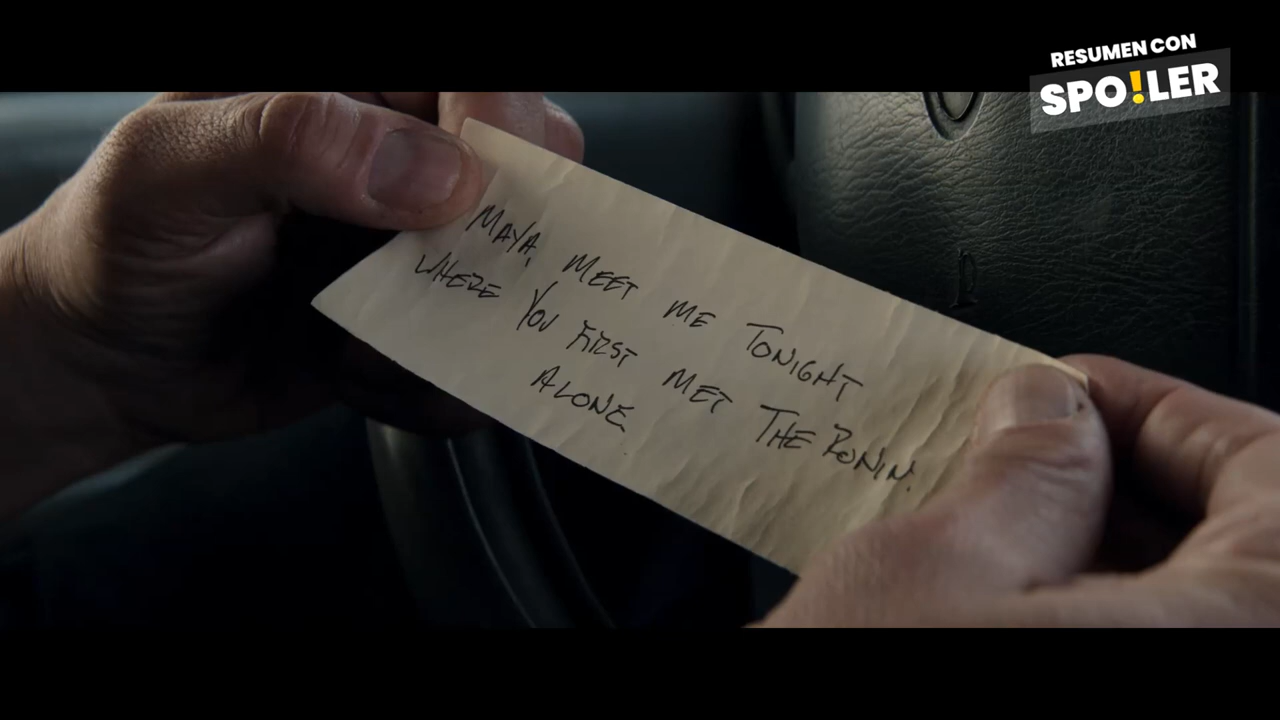 RESUMEN CON
SPO!LER
MAYA, MEET ME TONIGHT
WHERE YOU FIRST MET THE RONIN.
ALONE.